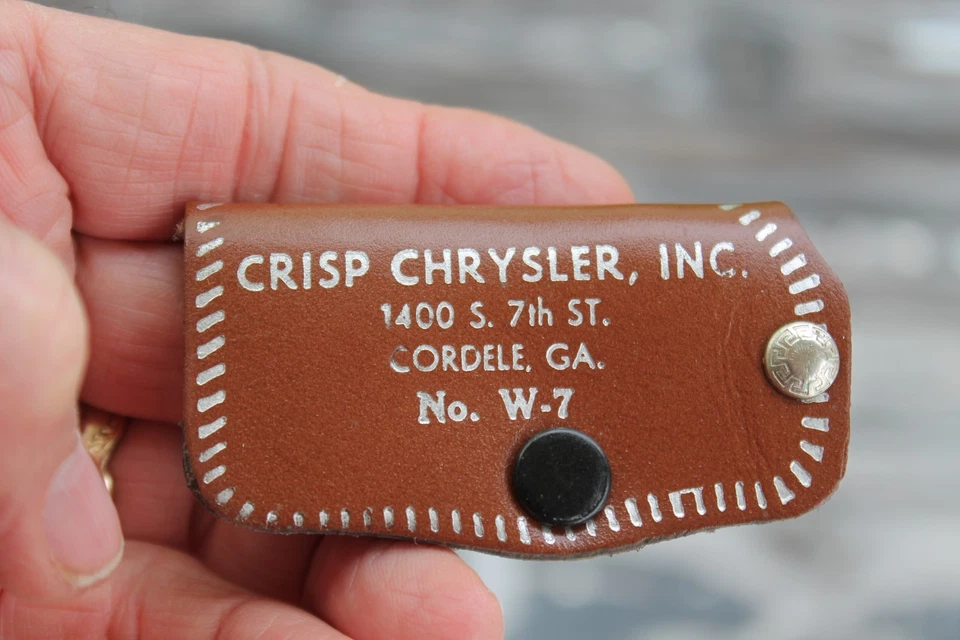 CRISP CHRYSLER, INC.
1400 S. 7th ST.
CORDELE, GA.
No. W-7